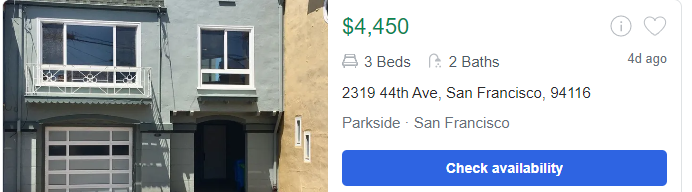 $4,450
3 Beds 2 Baths
4d ago
2319 44th Ave, San Francisco, 94116
Parkside · San Francisco
Check availability